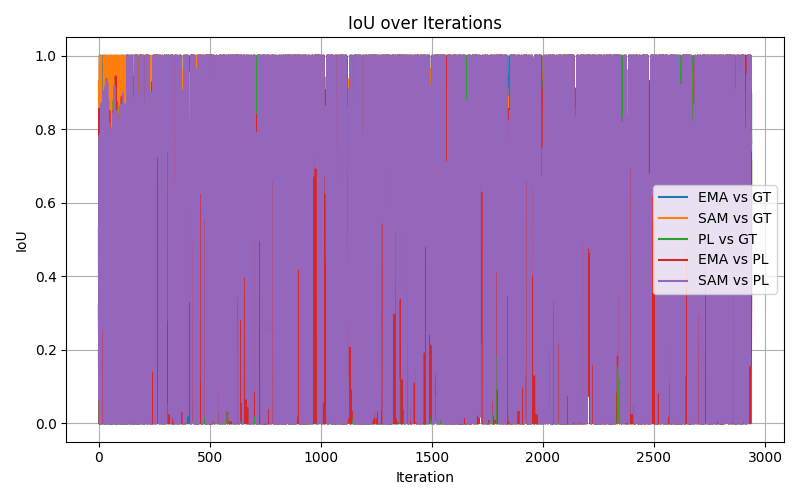 IoU over Iterations
IoU
1.0
0.8
0.6
0.4
0.2
0.0
EMA vs GT
SAM vs GT
PL vs GT
EMA vs PL
SAM vs PL
0 500 1000 1500 2000 2500 3000
Iteration